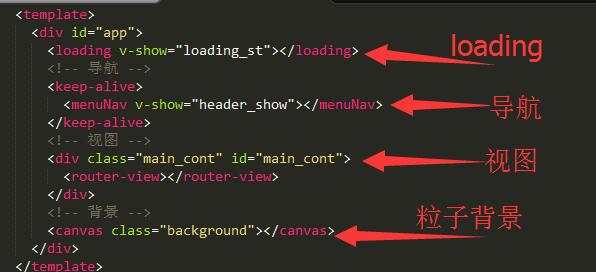 <template>
<div id="app">
<loading v-show="loading_st"></loading> loading
<!-- 导航 -->
<keep-alive>
<menuNav v-show="header_show"></menuNav> 导航
</keep-alive>
<!-- 视图 -->
<div class="main_cont" id="main_cont"> 视图
<router-view></router-view>
</div>
<!-- 背景 -->
<canvas class="background"></canvas> 粒子背景
</div>
</template>